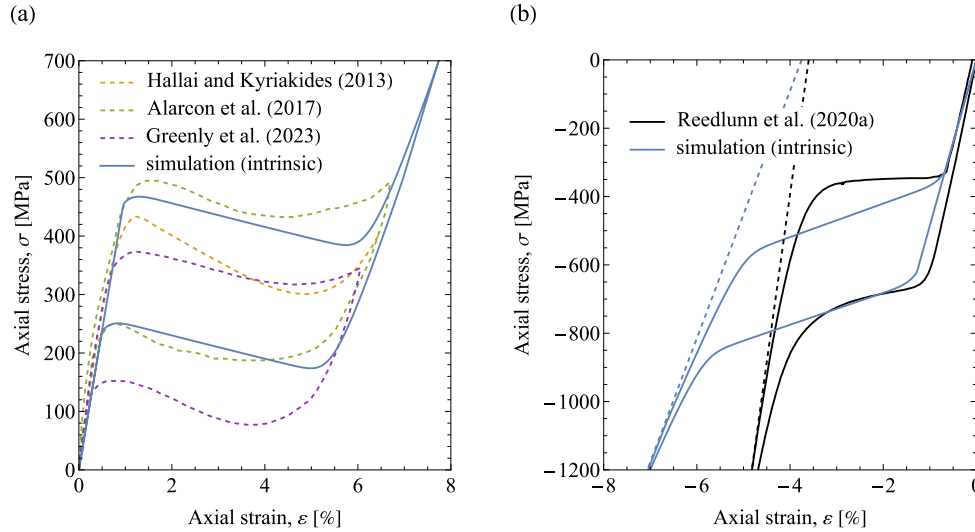 (a)
Axial stress, σ [MPa]
700
600
500
400
300
200
100
0
Hallai and Kyriakides (2013)
Alarcon et al. (2017)
Greenly et al. (2023)
simulation (intrinsic)
0 2 4 6 8
Axial strain, ε [%]
(b)
Axial stress, σ [MPa]
0
−200
−400
−600
−800
−1000
−1200
Reedlunn et al. (2020a)
simulation (intrinsic)
−8 −6 −4 −2 0
Axial strain, ε [%]